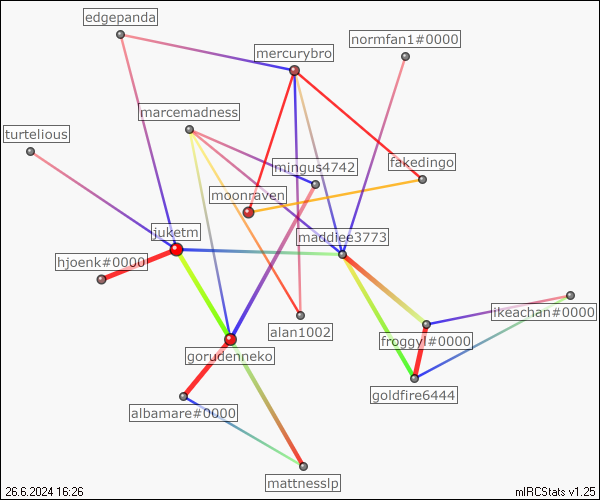 edgepanda
normfan1#0000
mercurybro
marcemadness
turtelious
fakedingo
mingus4742
moonraven
juketm
maddiee3773
hjoenk#0000
ikeachan#0000
alan1002
froggyl#0000
gorudenneko
goldfire6444
albamare#0000
mattnesslp
26.6.2024 16:26
mIRCStats v1.25